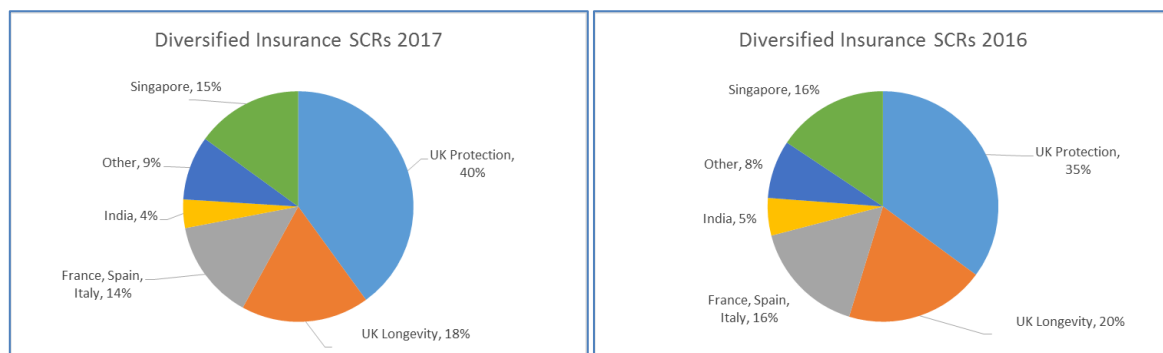 Diversified Insurance SCRs 2017
Singapore, 15%
UK Protection,
40%
Other, 9%
India, 4%
France, Spain,
Italy, 14%
UK Longevity, 18%
Diversified Insurance SCRs 2016
Singapore, 16%
UK Protection,
35%
Other, 8%
India, 5%
France, Spain,
Italy, 16%
UK Longevity, 20%